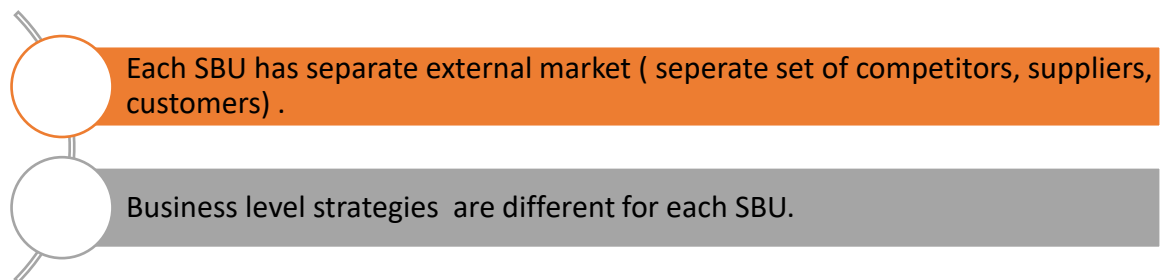 Each SBU has separate external market ( seperate set of competitors, suppliers,
customers) .
Business level strategies  are different for each SBU.